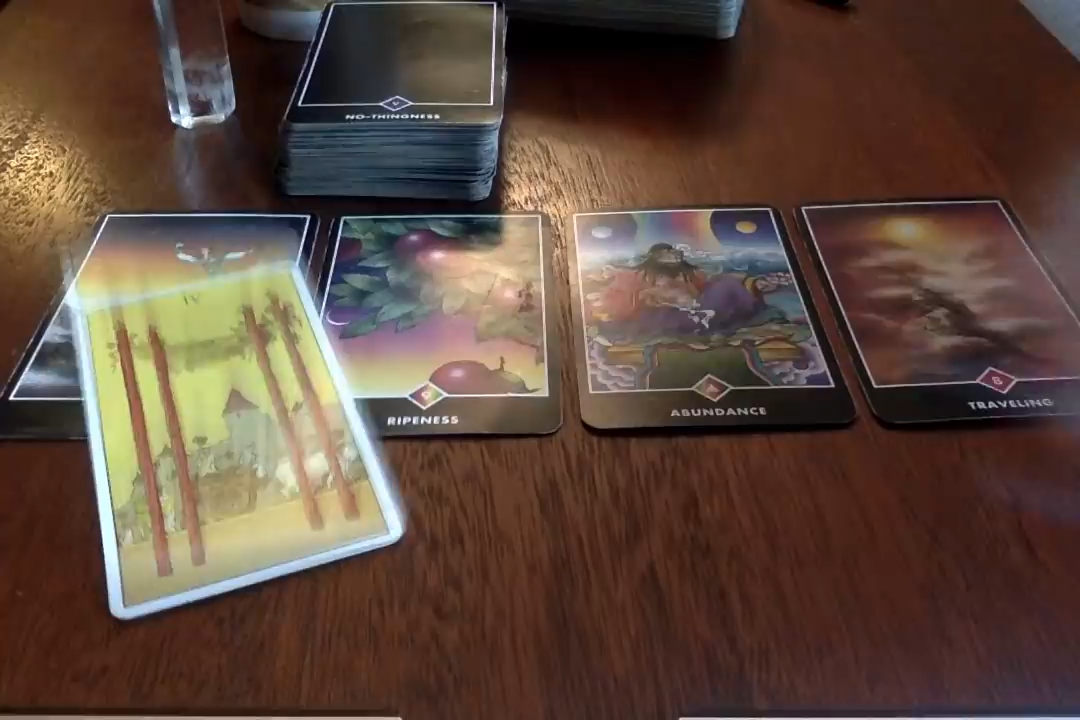 NO-THINGNESS
IV
RIPENESS
ABUNDANCE
TRAVELING